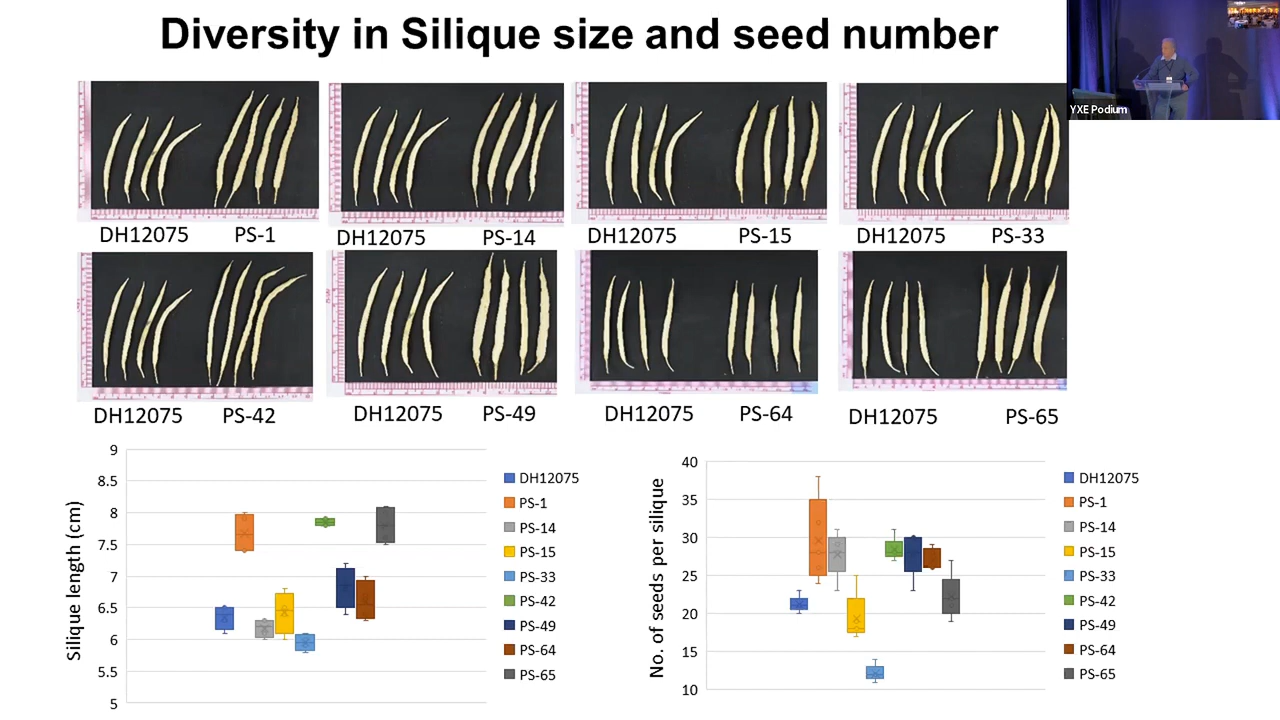 Diversity in Silique size and seed number
YXE Podium
DH12075 PS-1
DH12075 PS-14
DH12075 PS-15
DH12075 PS-33
DH12075 PS-42
DH12075 PS-49
DH12075 PS-64
DH12075 PS-65
Silique length (cm)
9
8.5
8
7.5
7
6.5
6
5.5
5
DH12075
PS-1
PS-14
PS-15
PS-33
PS-42
PS-49
PS-64
PS-65
No. of seeds per silique
40
35
30
25
20
15
10
DH12075
PS-1
PS-14
PS-15
PS-33
PS-42
PS-49
PS-64
PS-65